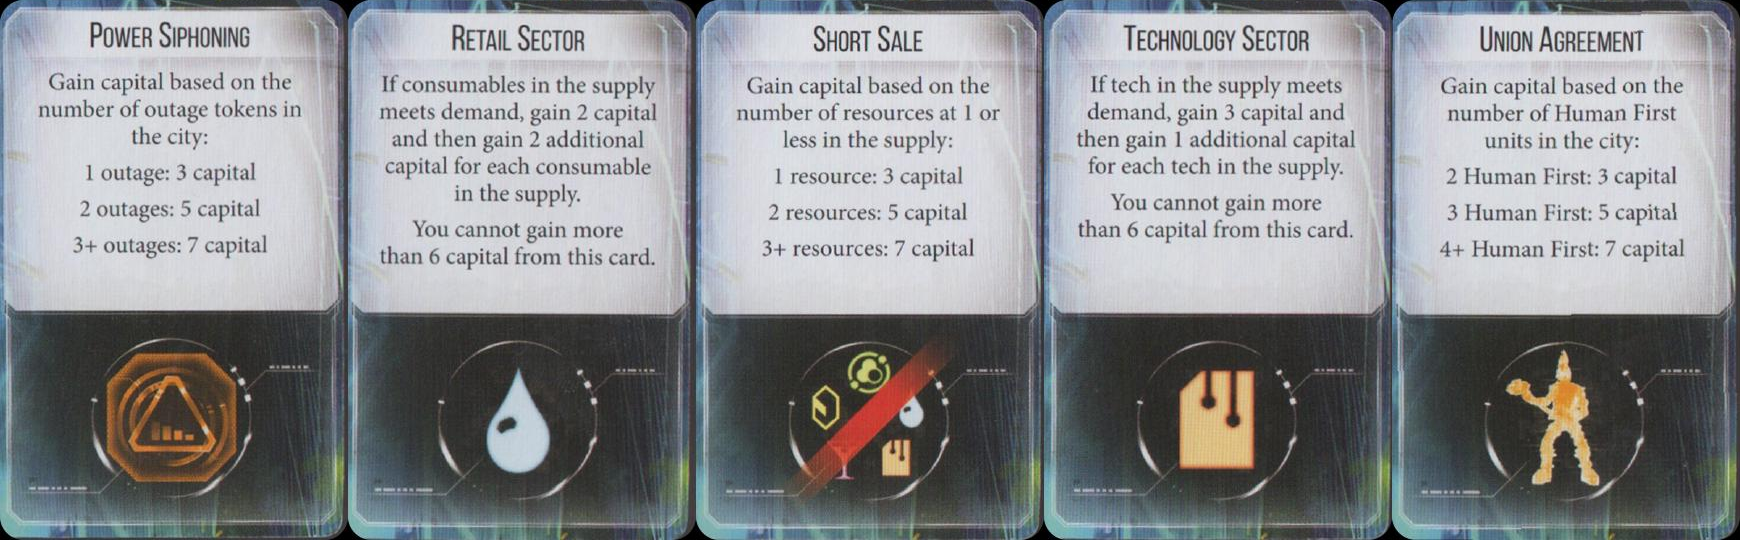 POWER SIPHONING
Gain capital based on the
number of outage tokens in
the city:
1 outage: 3 capital
2 outages: 5 capital
3+ outages: 7 capital
RETAIL SECTOR
If consumables in the supply
meets demand, gain 2 capital
and then gain 2 additional
capital for each consumable
in the supply.
You cannot gain more
than 6 capital from this card.
SHORT SALE
Gain capital based on the
number of resources at 1 or
less in the supply:
1 resource: 3 capital
2 resources: 5 capital
3+ resources: 7 capital
TECHNOLOGY SECTOR
If tech in the supply meets
demand, gain 3 capital and
then gain 1 additional capital
for each tech in the supply.
You cannot gain more
than 6 capital from this card.
UNION AGREEMENT
Gain capital based on the
number of Human First
units in the city:
2 Human First: 3 capital
3 Human First: 5 capital
4+ Human First: 7 capital